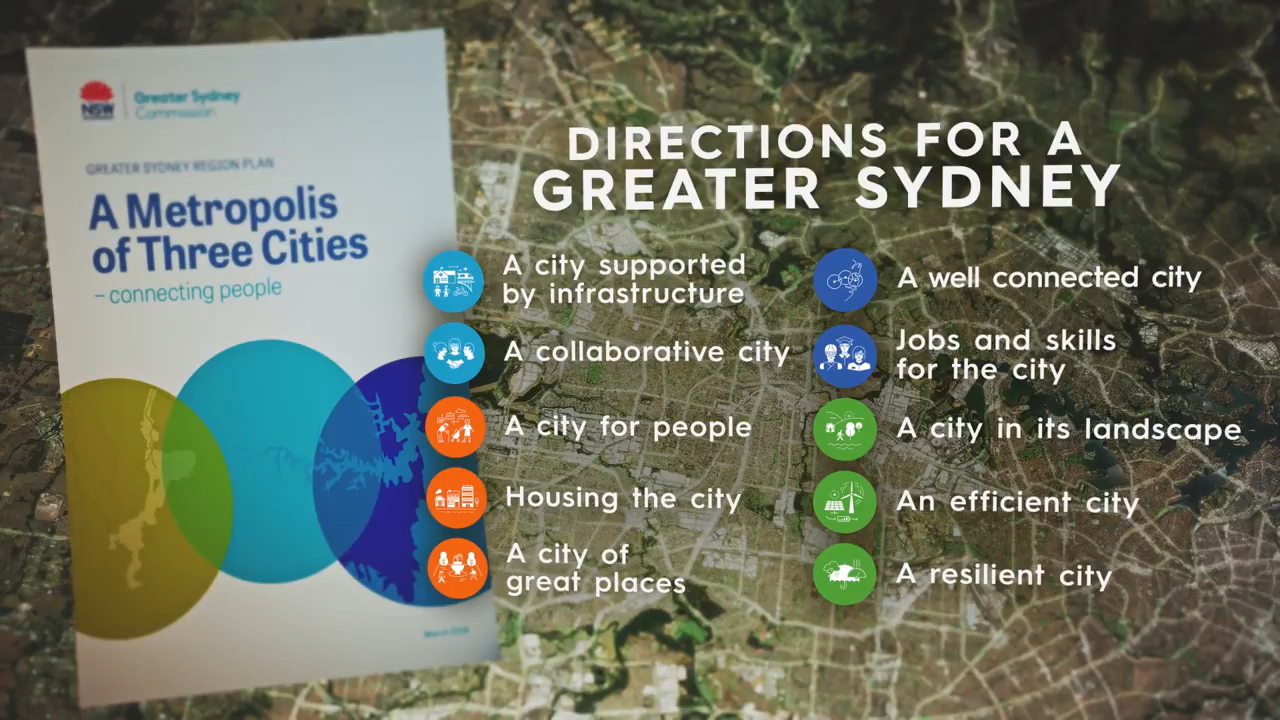 NSW
Greater Sydney
Commission
GREATER SYDNEY REGION PLAN
A Metropolis
of Three Cities
– connecting people
March 2018
DIRECTIONS FOR A
GREATER SYDNEY
A city supported
by infrastructure
A collaborative city
A city for people
Housing the city
A city of
great places
A well connected city
Jobs and skills
for the city
A city in its landscape
An efficient city
A resilient city